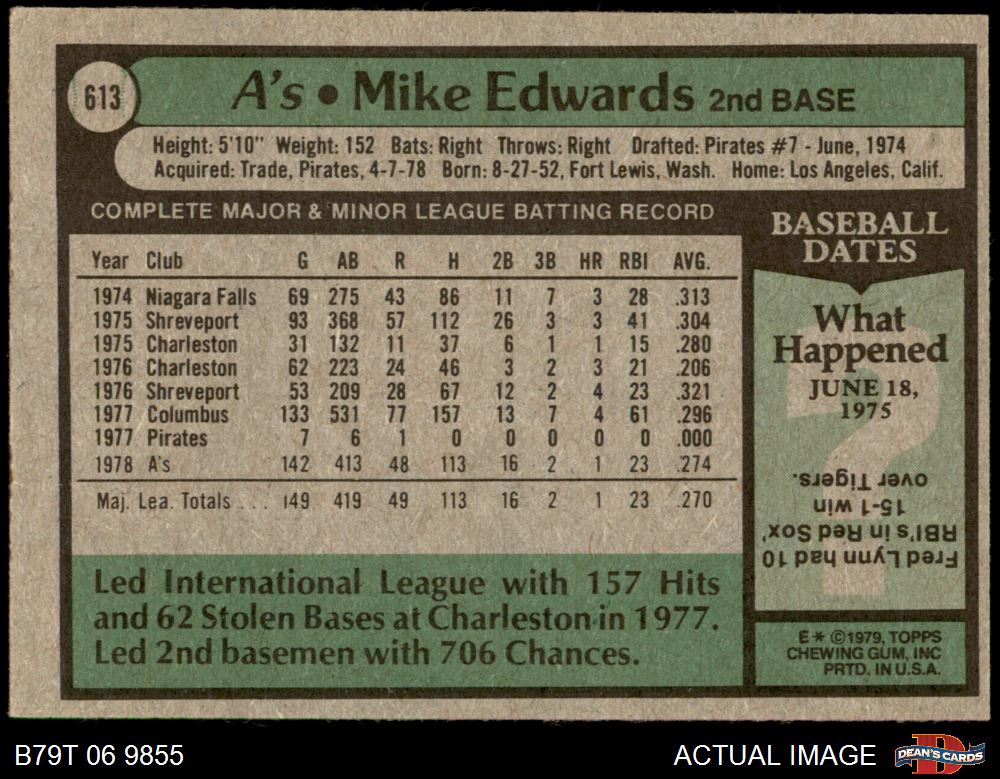 613
A's • Mike Edwards 2nd BASE
Height: 5'10" Weight: 152 Bats: Right Throws: Right Drafted: Pirates #7 - June, 1974
Acquired: Trade, Pirates, 4-7-78 Born: 8-27-52, Fort Lewis, Wash. Home: Los Angeles, Calif.
COMPLETE MAJOR & MINOR LEAGUE BATTING RECORD
Year Club G AB R H 2B 3B HR RBI AVG.
1974 Niagara Falls 69 275 43 86 11 7 3 28 .313
1975 Shreveport 93 368 57 112 26 3 3 41 .304
1975 Charleston 31 132 11 37 6 1 1 15 .280
1976 Charleston 62 223 24 46 3 2 3 21 .206
1976 Shreveport 53 209 28 67 12 2 4 23 .321
1977 Columbus 133 531 77 157 13 7 4 61 .296
1977 Pirates 7 6 1 0 0 0 0 0 .000
1978 A's 142 413 48 113 16 2 1 23 .274
Maj. Lea. Totals . . . 149 419 49 113 16 2 1 23 .270
Led International League with 157 Hits
and 62 Stolen Bases at Charleston in 1977.
Led 2nd basemen with 706 Chances.
BASEBALL
DATES
What
Happened
JUNE 18,
1975
Fred Lynn had 10
RBI's in Red Sox'
15-1 win
over Tigers.
E * ©1979, TOPPS
CHEWING GUM, INC
PRTD. IN U.S.A.
B79T 06 9855
ACTUAL IMAGE
D
DEAN'S CARDS